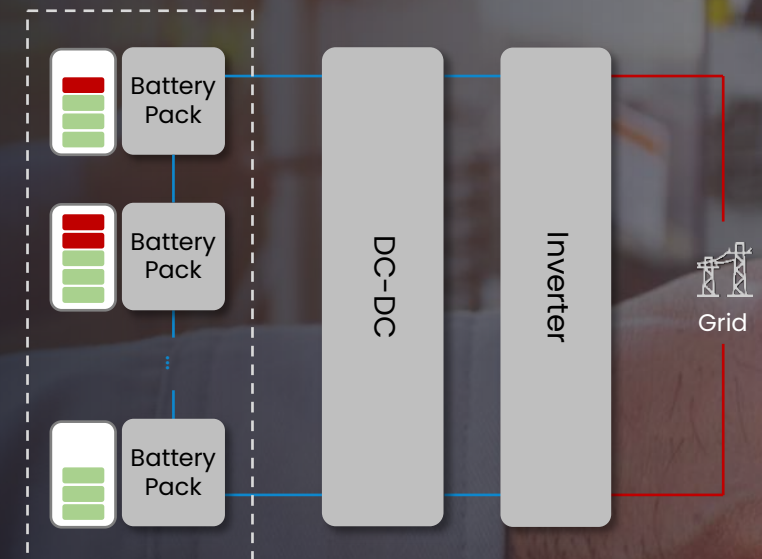 Battery
Pack
Battery
Pack
Battery
Pack
DC-DC
Inverter
Grid